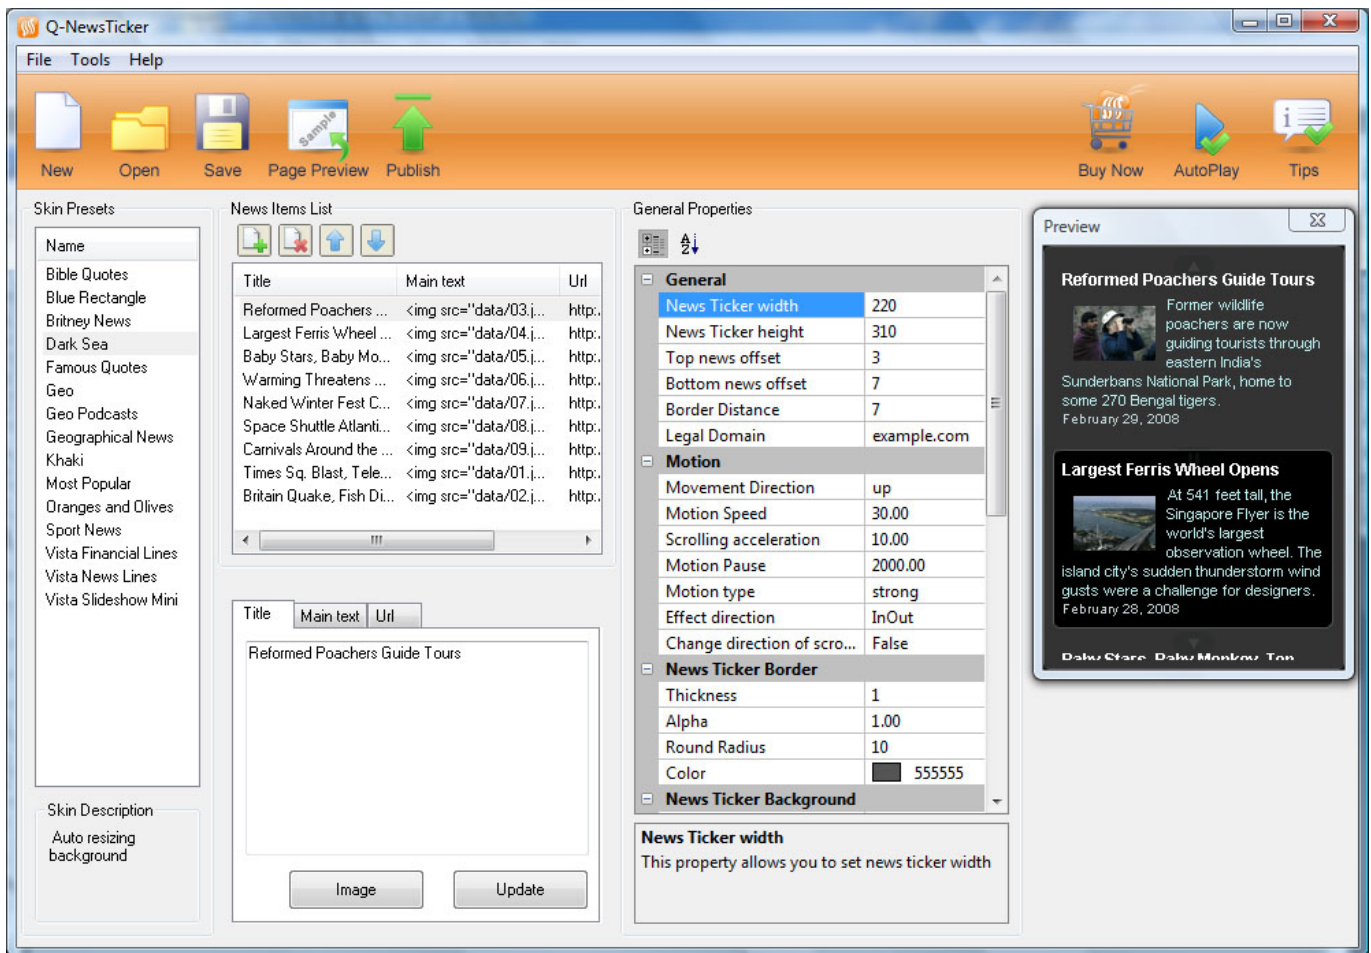 Q-NewsTicker
File Tools Help
New Open Save Page Preview Publish Buy Now AutoPlay Tips
Sample
Skin Presets
Name
Bible Quotes
Blue Rectangle
Britney News
Dark Sea
Famous Quotes
Geo
Geo Podcasts
Geographical News
Khaki
Most Popular
Oranges and Olives
Sport News
Vista Financial Lines
Vista News Lines
Vista Slideshow Mini
Skin Description
Auto resizing
background
News Items List
Title Main text Url
Reformed Poachers ... <img src="data/03.j... http:.
Largest Ferris Wheel ... <img src="data/04.j... http:.
Baby Stars, Baby Mo... <img src="data/05.j... http:.
Warming Threatens ... <img src="data/06.j... http:.
Naked Winter Fest C... <img src="data/07.j... http:.
Space Shuttle Atlanti... <img src="data/08.j... http:.
Carnivals Around the ... <img src="data/09.j... http:.
Times Sq. Blast, Tele... <img src="data/01.j... http:.
Britain Quake, Fish Di... <img src="data/02.j... http:.
Title Main text Url
Reformed Poachers Guide Tours
Image Update
General Properties
General
News Ticker width 220
News Ticker height 310
Top news offset 3
Bottom news offset 7
Border Distance 7
Legal Domain example.com
Motion
Movement Direction up
Motion Speed 30.00
Scrolling acceleration 10.00
Motion Pause 2000.00
Motion type strong
Effect direction InOut
Change direction of scro... False
News Ticker Border
Thickness 1
Alpha 1.00
Round Radius 10
Color 555555
News Ticker Background
News Ticker width
This property allows you to set news ticker width
Preview
Reformed Poachers Guide Tours
Former wildlife
poachers are now
guiding tourists through
eastern India's
Sunderbans National Park, home to
some 270 Bengal tigers.
February 29, 2008
Largest Ferris Wheel Opens
At 541 feet tall, the
Singapore Flyer is the
world's largest
observation wheel. The
island city's sudden thunderstorm wind
gusts were a challenge for designers.
February 28, 2008
Baby Stars, Baby Monkey, Top